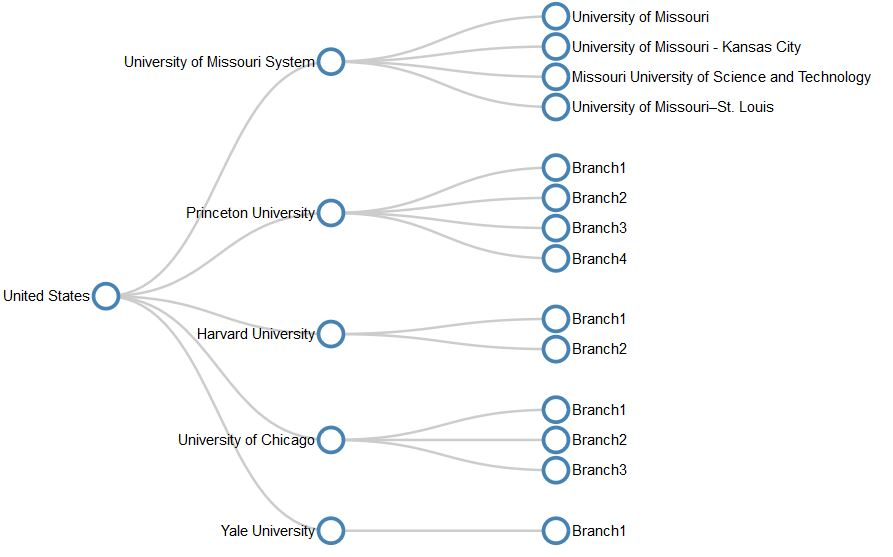 University of Missouri
University of Missouri System
University of Missouri - Kansas City
Missouri University of Science and Technology
University of Missouri–St. Louis
Branch1
Branch2
Princeton University
Branch3
Branch4
United States
Branch1
Harvard University
Branch2
Branch1
University of Chicago
Branch2
Branch3
Yale University
Branch1